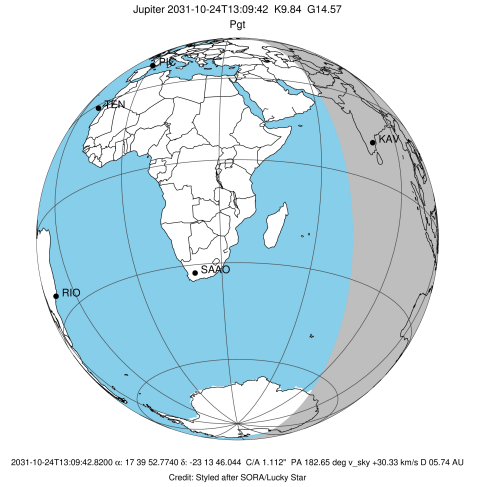 Jupiter 2031-10-24T13:09:42 K9.84 G14.57
Pgt
PIC
TEN
KAV
SAAO
RIO
2031-10-24T13:09:42.8200 α: 17 39 52.7740 δ: -23 13 46.044 C/A 1.112" PA 182.65 deg v_sky +30.33 km/s D 05.74 AU
Credit: Styled after SORA/Lucky Star